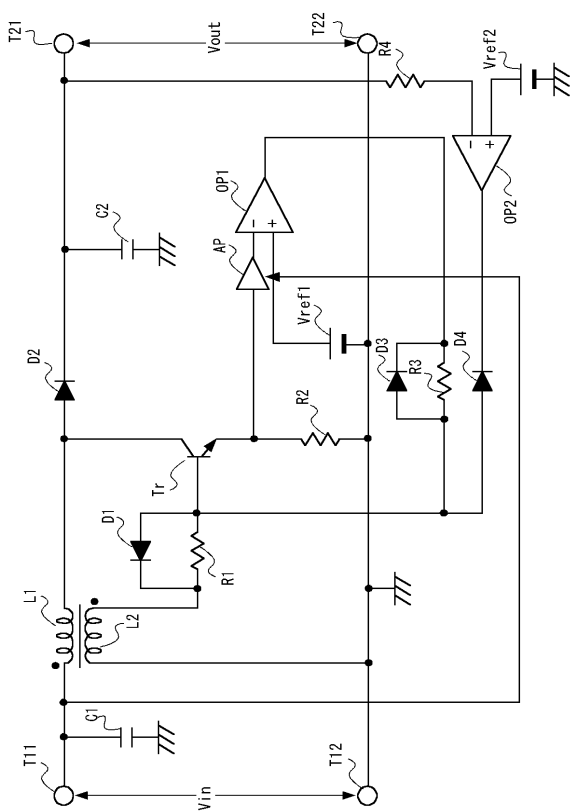 T11
Vin
T12
C1
L1
L2
D1
R1
Tr
R2
D2
C2
AP
OP1
-
+
Vref1
D3
R3
D4
T21
Vout
T22
R4
-
+
OP2
Vref2